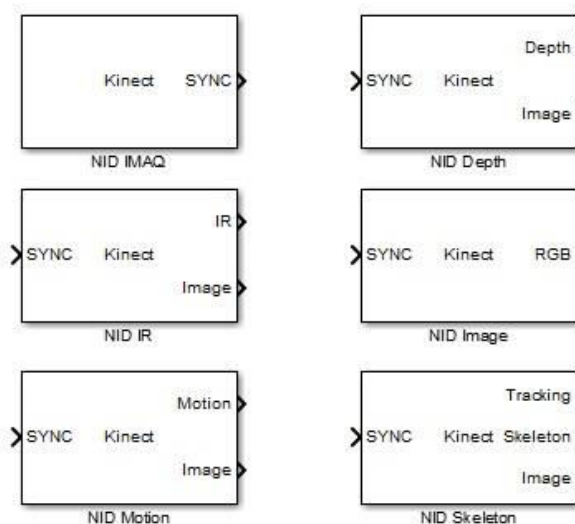 Kinect SYNC
NID IMAQ
Depth
SYNC Kinect
Image
NID Depth
IR
SYNC Kinect
Image
NID IR
SYNC Kinect RGB
NID Image
Motion
SYNC Kinect
Image
NID Motion
Tracking
SYNC Kinect Skeleton
Image
NID Skeleton